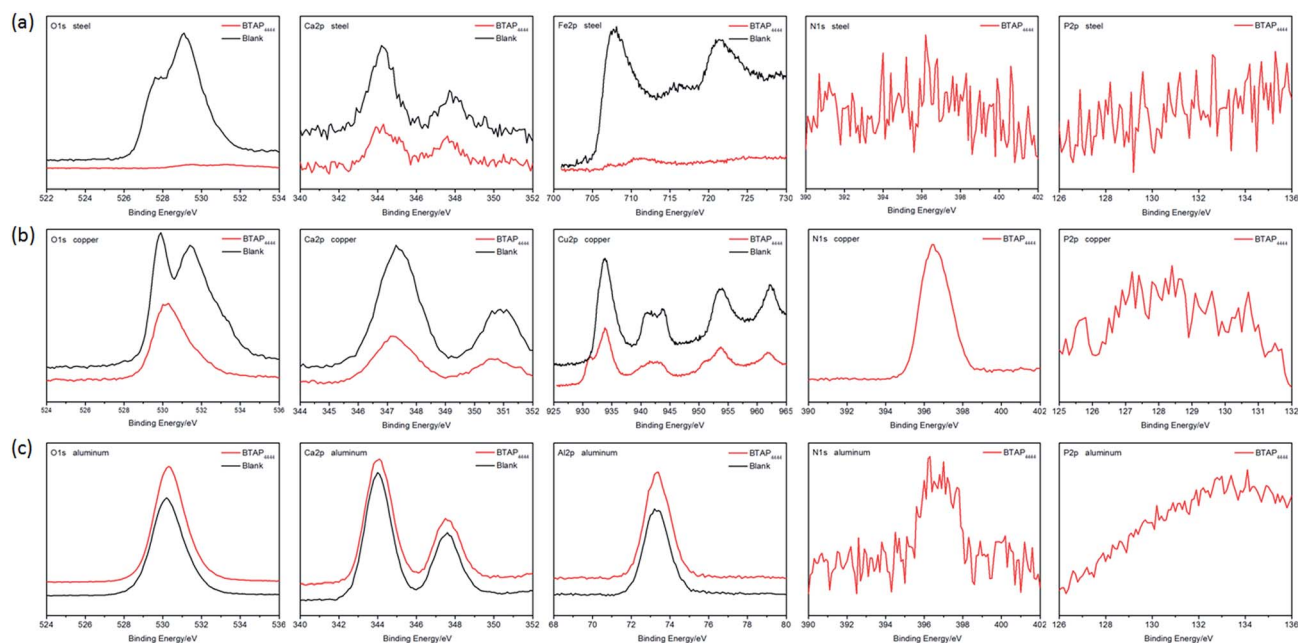 (a)
O1s steel
BTAP4444
Blank
522 524 526 528 530 532 534
Binding Energy/eV
Ca2p steel
BTAP4444
Blank
340 342 344 346 348 350 352
Binding Energy/eV
Fe2p steel
BTAP4444
Blank
700 705 710 715 720 725 730
Binding Energy/eV
N1s steel
BTAP4444
390 392 394 396 398 400 402
Binding Energy/eV
P2p steel
BTAP4444
126 128 130 132 134 136
Binding Energy/eV
(b)
O1s copper
BTAP4444
Blank
524 526 528 530 532 534 536
Binding Energy/eV
Ca2p copper
BTAP4444
Blank
344 345 346 347 348 349 350 351 352
Binding Energy/eV
Cu2p copper
BTAP4444
Blank
925 935 945 955 965
Binding Energy/eV
N1s copper
BTAP4444
390 392 394 396 398 400 402
Binding Energy/eV
P2p copper
BTAP4444
125 126 127 128 129 130 131 132
Binding Energy/eV
(c)
O1s aluminum
BTAP4444
Blank
524 526 528 530 532 534 536
Binding Energy/eV
Ca2p aluminum
BTAP4444
Blank
340 342 344 346 348 350 352
Binding Energy/eV
Al2p aluminum
BTAP4444
Blank
68 70 72 74 76 78 80
Binding Energy/eV
N1s aluminum
BTAP4444
390 392 394 396 398 400 402
Binding Energy/eV
P2p aluminum
BTAP4444
126 128 130 132 134 136
Binding Energy/eV